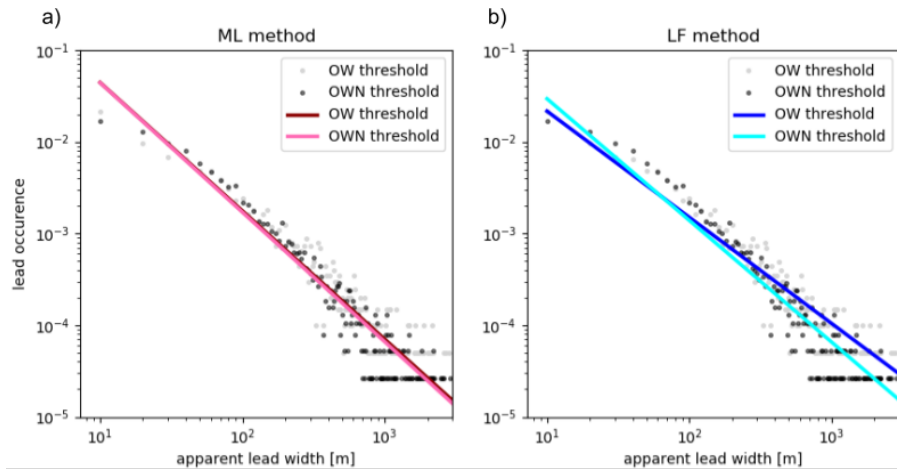 a)
ML method
10^-1
10^-2
10^-3
10^-4
10^-5
lead occurence
10^1
10^2
10^3
apparent lead width [m]
OW threshold
OWN threshold
OW threshold
OWN threshold
b)
LF method
10^-1
10^-2
10^-3
10^-4
10^-5
10^1
10^2
10^3
apparent lead width [m]
OW threshold
OWN threshold
OW threshold
OWN threshold